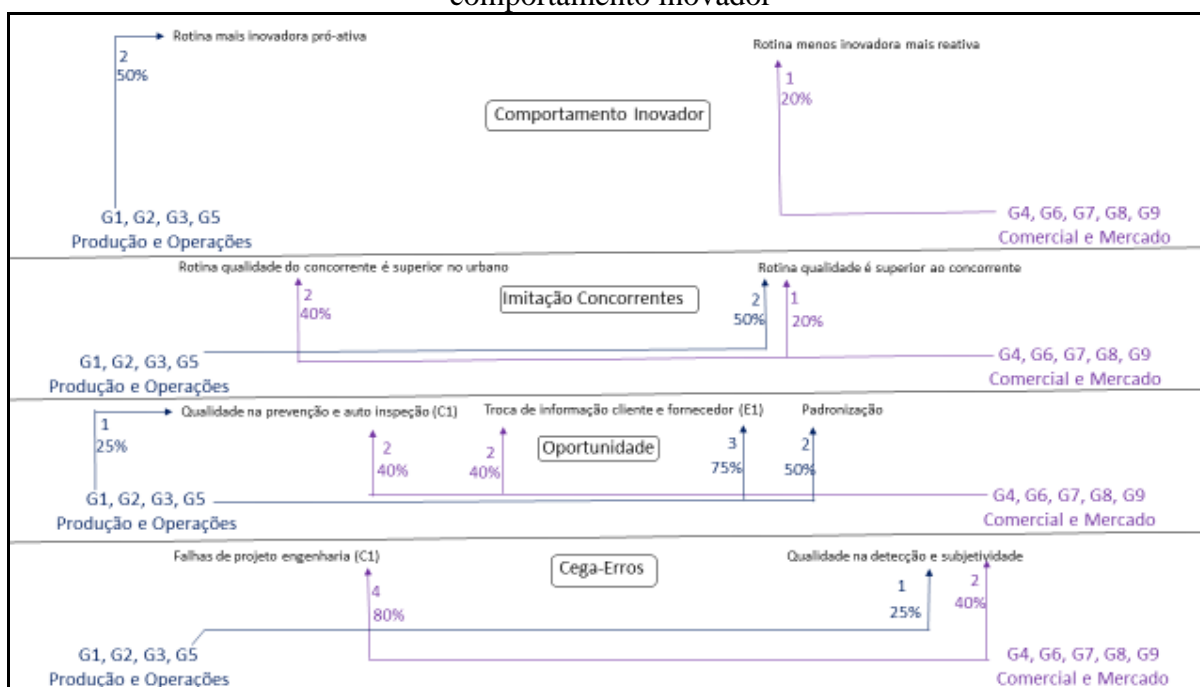 comportamento inovador
Rotina mais inovadora pró-ativa
2
50%
Rotina menos inovadora mais reativa
1
20%
Comportamento Inovador
G1, G2, G3, G5
Produção e Operações
G4, G6, G7, G8, G9
Comercial e Mercado
Rotina qualidade do concorrente é superior no urbano
Rotina qualidade é superior ao concorrente
Imitação Concorrentes
2
40%
2
50%
1
20%
G1, G2, G3, G5
Produção e Operações
G4, G6, G7, G8, G9
Comercial e Mercado
Qualidade na prevenção e auto inspeção (C1)
Troca de informação cliente e fornecedor (E1)
Padronização
1
25%
2
40%
2
40%
Oportunidade
3
75%
2
50%
G1, G2, G3, G5
Produção e Operações
G4, G6, G7, G8, G9
Comercial e Mercado
Falhas de projeto engenharia (C1)
Cega-Erros
Qualidade na detecção e subjetividade
4
80%
1
25%
2
40%
G1, G2, G3, G5
Produção e Operações
G4, G6, G7, G8, G9
Comercial e Mercado